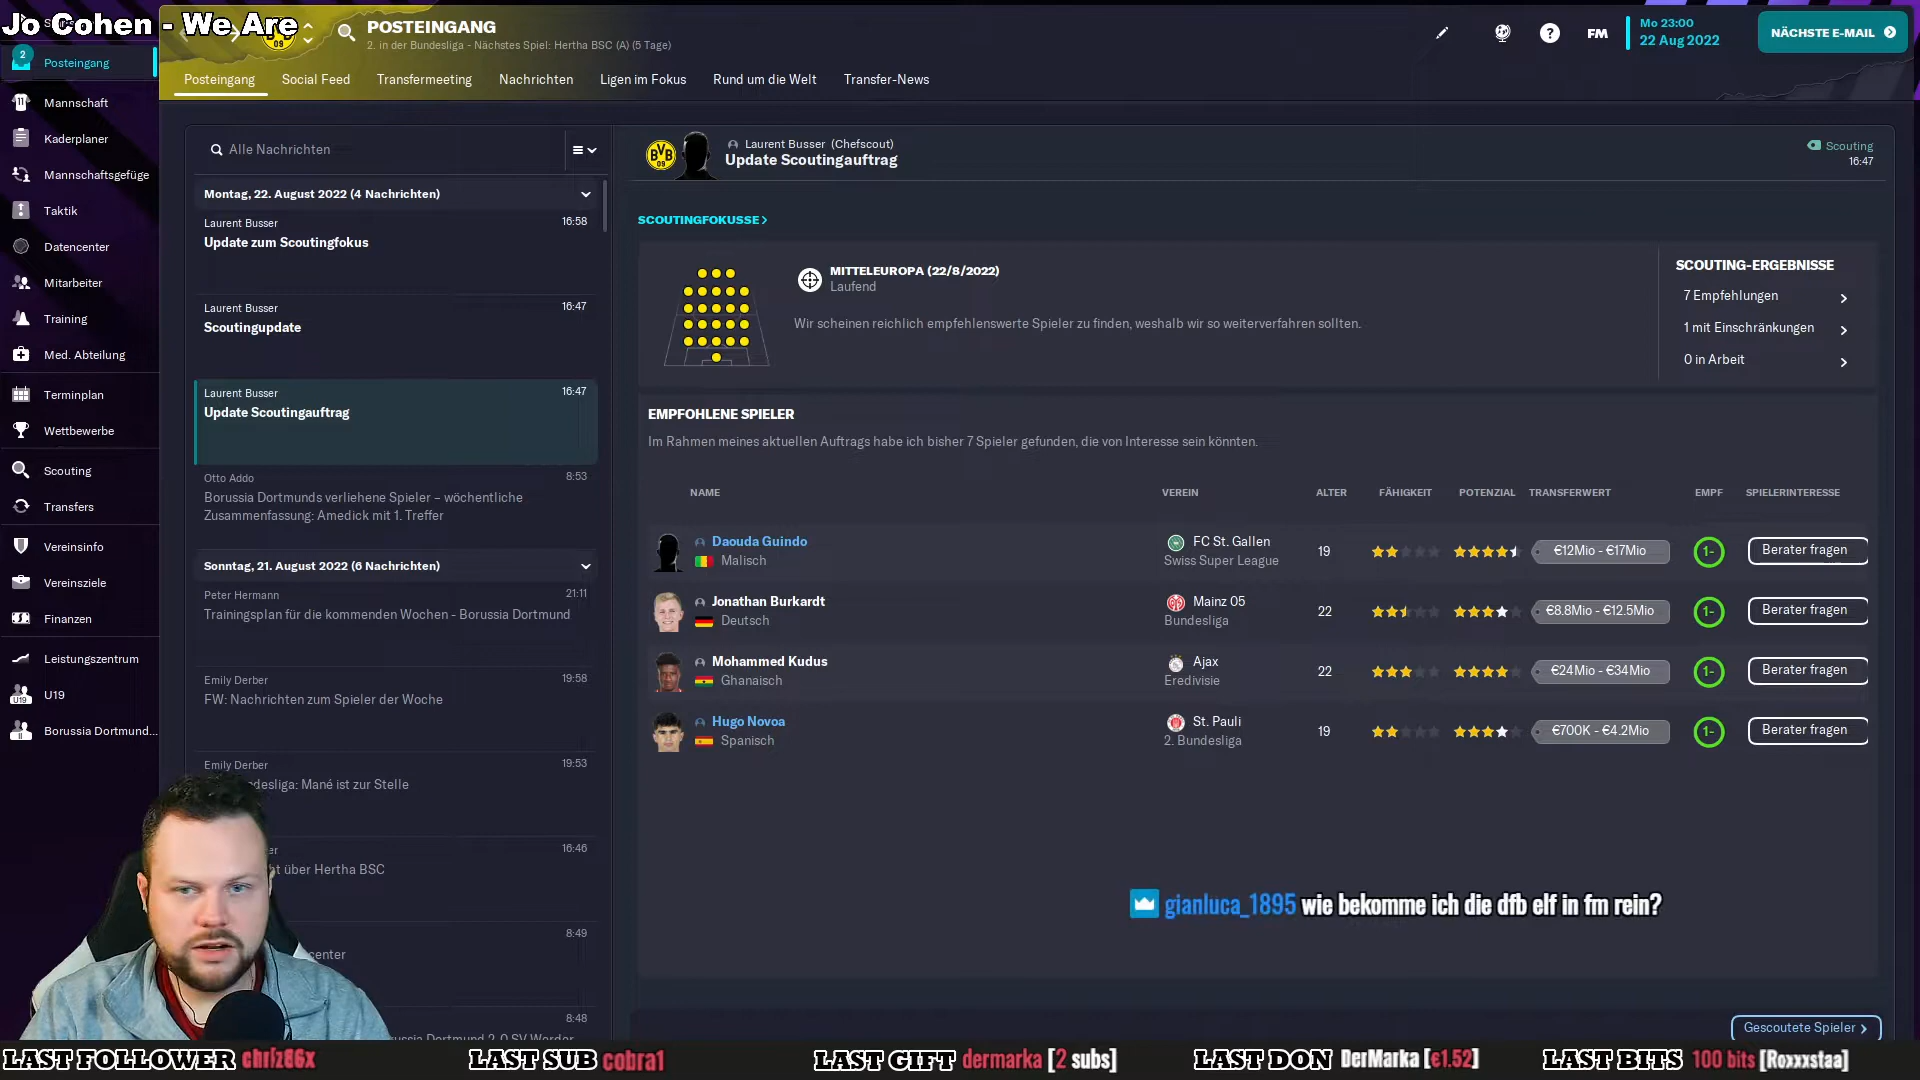 Jo Cohen - We Are
2
Posteingang
Mannschaft
Kaderplaner
Mannschaftsgefüge
Taktik
Datencenter
Mitarbeiter
Training
Med. Abteilung
Terminplan
Wettbewerbe
Scouting
Transfers
Vereinsinfo
Vereinsziele
Finanzen
Leistungszentrum
U19
Borussia Dortmund...
POSTEINGANG
2. in der Bundesliga - Nächstes Spiel: Hertha BSC (A) (5 Tage)
FM
Mo 23:00
22 Aug 2022
NÄCHSTE E-MAIL
Posteingang Social Feed Transfermeeting Nachrichten Ligen im Fokus Rund um die Welt Transfer-News
Alle Nachrichten
Montag, 22. August 2022 (4 Nachrichten)
Laurent Busser 16:58
Update zum Scoutingfokus
Laurent Busser 16:47
Scoutingupdate
Laurent Busser 16:47
Update Scoutingauftrag
Otto Addo 8:53
Borussia Dortmunds verliehene Spieler – wöchentliche
Zusammenfassung: Amedick mit 1. Treffer
Sonntag, 21. August 2022 (6 Nachrichten)
Peter Hermann 21:11
Trainingsplan für die kommenden Wochen - Borussia Dortmund
Emily Derber 19:58
FW: Nachrichten zum Spieler der Woche
Emily Derber 19:53
desliga: Mané ist zur Stelle
16:46
über Hertha BSC
8:49
center
8:48
Laurent Busser (Chefscout)
Update Scoutingauftrag
Scouting
16:47
SCOUTINGFOKUSSE
MITTELEUROPA (22/8/2022)
Laufend
Wir scheinen reichlich empfehlenswerte Spieler zu finden, weshalb wir so weiterverfahren sollten.
SCOUTING-ERGEBNISSE
7 Empfehlungen
1 mit Einschränkungen
0 in Arbeit
EMPFOHLENE SPIELER
Im Rahmen meines aktuellen Auftrags habe ich bisher 7 Spieler gefunden, die von Interesse sein könnten.
NAME VEREIN ALTER FÄHIGKEIT POTENZIAL TRANSFERWERT EMPF SPIELERINTERESSE
Daouda Guindo FC St. Gallen 19 €12Mio - €17Mio 1- Berater fragen
Malisch Swiss Super League
Jonathan Burkardt Mainz 05 22 €8.8Mio - €12.5Mio 1- Berater fragen
Deutsch Bundesliga
Mohammed Kudus Ajax 22 €24Mio - €34Mio 1- Berater fragen
Ghanaisch Eredivisie
Hugo Novoa St. Pauli 19 €700K - €4.2Mio 1- Berater fragen
Spanisch 2. Bundesliga
gianluca_1895 wie bekomme ich die dfb elf in fm rein?
Gescoutete Spieler
LAST FOLLOWER chriz86x LAST SUB cobra1 LAST GIFT dermarka [2 subs] LAST DON DerMarka [€1.52] LAST BITS 100 bits [Roxxxstaa]